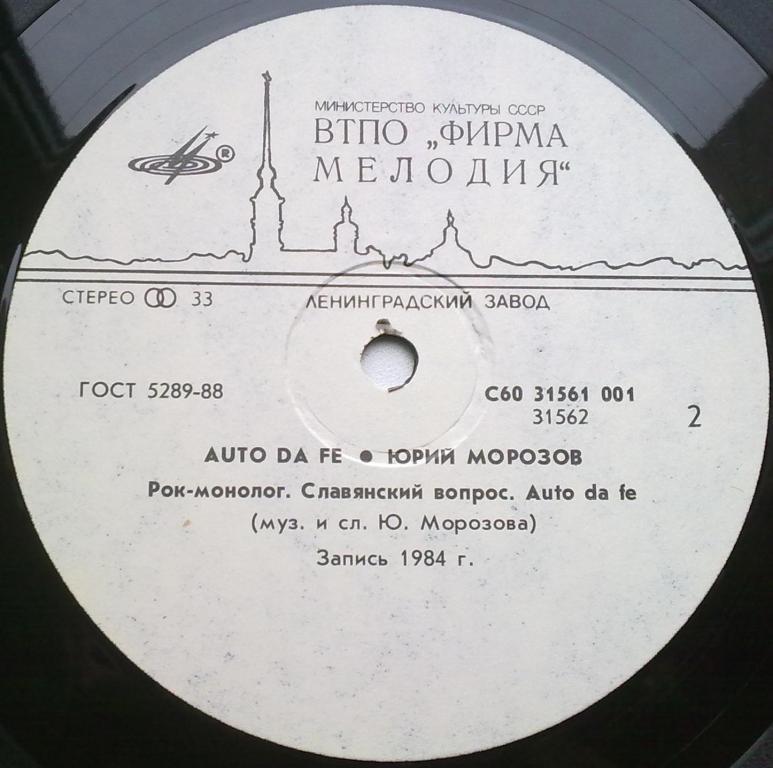 МИНИСТЕРСТВО КУЛЬТУРЫ СССР
ВТПО „ФИРМА
МЕЛОДИЯ“
®
СТЕРЕО 33
ЛЕНИНГРАДСКИЙ ЗАВОД
ГОСТ 5289-88
С60 31561 001
31562
2
AUTO DA FE ● ЮРИЙ МОРОЗОВ
Рок-монолог. Славянский вопрос. Auto da fe
(муз. и сл. Ю. Морозова)
Запись 1984 г.